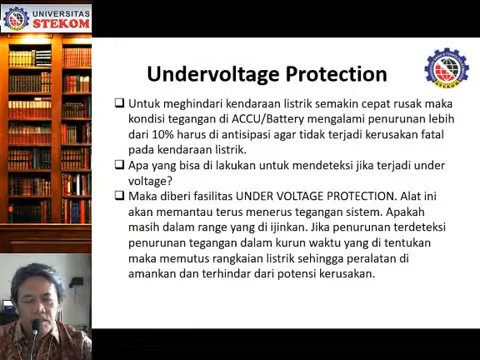 UNIVERSITAS
STEKOM
Undervoltage Protection
Untuk meghindari kendaraan listrik semakin cepat rusak maka
kondisi tegangan di ACCU/Battery mengalami penurunan lebih
dari 10% harus di antisipasi agar tidak terjadi kerusakan fatal
pada kendaraan listrik.
Apa yang bisa di lakukan untuk mendeteksi jika terjadi under
voltage?
Maka diberi fasilitas UNDER VOLTAGE PROTECTION. Alat ini
akan memantau terus menerus tegangan sistem. Apakah
masih dalam range yang di ijinkan. Jika penurunan terdeteksi
penurunan tegangan dalam kurun waktu yang di tentukan
maka memutus rangkaian listrik sehingga peralatan di
amankan dan terhindar dari potensi kerusakan.